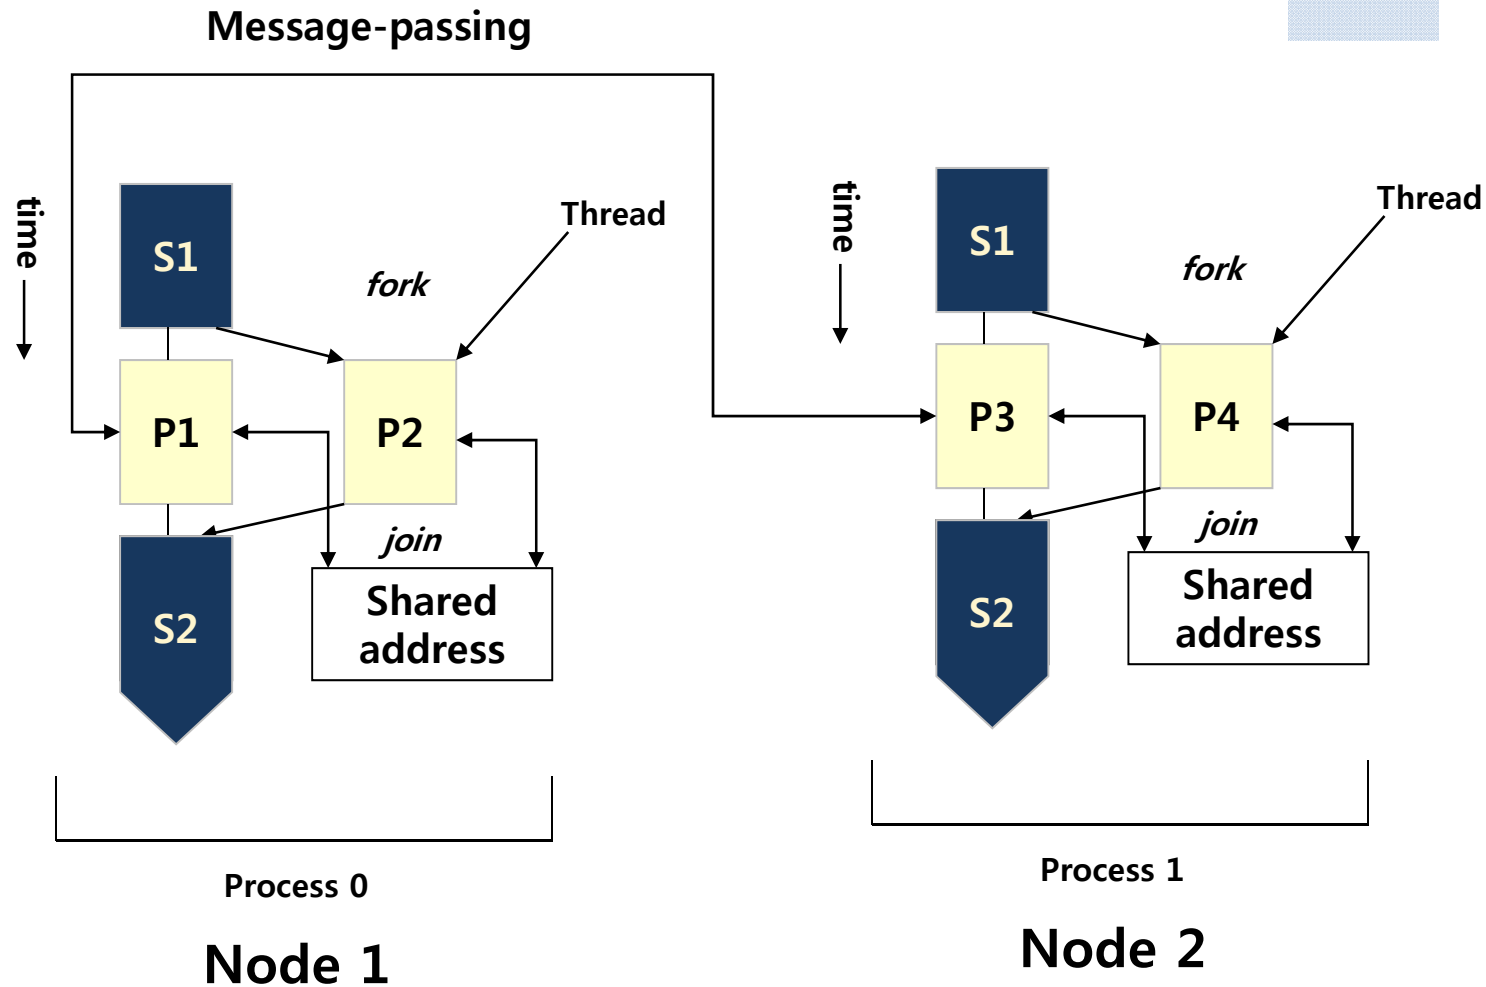 Message-passing
time
S1
fork
Thread
P1
P2
join
S2
Shared
address
Process 0
Node 1
time
S1
fork
Thread
P3
P4
join
S2
Shared
address
Process 1
Node 2